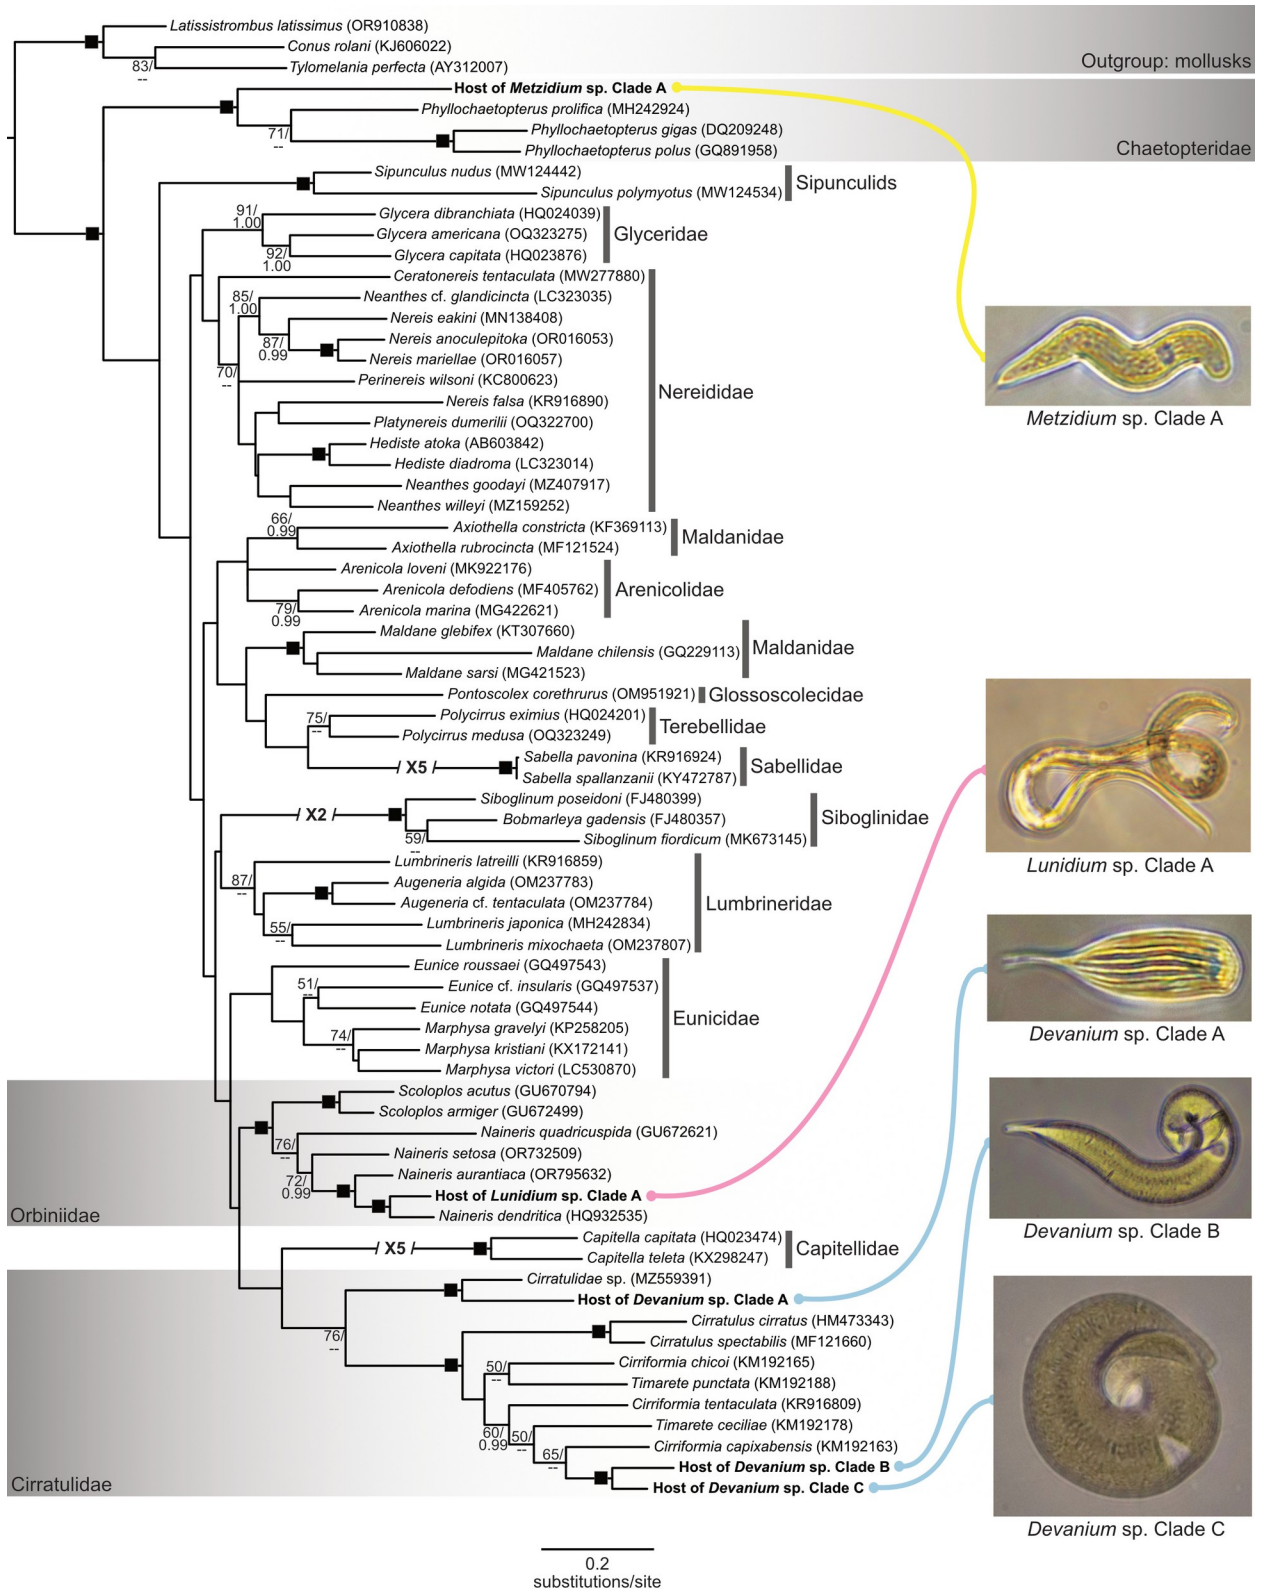 Latissistrombus latissimus (OR910838)
Conus rolani (KJ606022)
83/
--
Tylomelania perfecta (AY312007)
Outgroup: mollusks
Host of Metzidium sp. Clade A
Phyllochaetopterus prolifica (MH242924)
71/
--
Phyllochaetopterus gigas (DQ209248)
Phyllochaetopterus polus (GQ891958)
Chaetopteridae
Sipunculus nudus (MW124442)
Sipunculus polymyotus (MW124534)
Sipunculids
91/
1.00
Glycera dibranchiata (HQ024039)
Glycera americana (OQ323275)
92/
1.00
Glycera capitata (HQ023876)
Glyceridae
Ceratonereis tentaculata (MW277880)
85/
1.00
Neanthes cf. glandicincta (LC323035)
Nereis eakini (MN138408)
87/
0.99
Nereis anoculepitoka (OR016053)
Nereis mariellae (OR016057)
70/
--
Perinereis wilsoni (KC800623)
Nereididae
Nereis falsa (KR916890)
Platynereis dumerilii (OQ322700)
Hediste atoka (AB603842)
Hediste diadroma (LC323014)
Neanthes goodayi (MZ407917)
Neanthes willeyi (MZ159252)
66/
0.99
Axiothella constricta (KF369113)
Axiothella rubrocincta (MF121524)
Maldanidae
Arenicola loveni (MK922176)
Arenicola defodiens (MF405762)
79/
0.99
Arenicola marina (MG422621)
Arenicolidae
Maldane glebifex (KT307660)
Maldane chilensis (GQ229113)
Maldane sarsi (MG421523)
Maldanidae
Pontoscolex corethrurus (OM951921)
Glossoscolecidae
75/
--
Polycirrus eximius (HQ024201)
Polycirrus medusa (OQ323249)
Terebellidae
X5
Sabella pavonina (KR916924)
Sabella spallanzanii (KY472787)
Sabellidae
X2
Siboglinum poseidoni (FJ480399)
Bobmarleya gadensis (FJ480357)
59/
--
Siboglinum fiordicum (MK673145)
Siboglinidae
Lumbrineris latreilli (KR916859)
87/
--
Augeneria algida (OM237783)
Augeneria cf. tentaculata (OM237784)
Lumbrineridae
55/
--
Lumbrineris japonica (MH242834)
Lumbrineris mixochaeta (OM237807)
Eunice roussaei (GQ497543)
51/
--
Eunice cf. insularis (GQ497537)
Eunice notata (GQ497544)
Eunicidae
74/
--
Marphysa gravelyi (KP258205)
Marphysa kristiani (KX172141)
Marphysa victori (LC530870)
Scoloplos acutus (GU670794)
Scoloplos armiger (GU672499)
76/
--
Naineris quadricuspida (GU672621)
Naineris setosa (OR732509)
72/
0.99
Naineris aurantiaca (OR795632)
Host of Lunidium sp. Clade A
Naineris dendritica (HQ932535)
Orbiniidae
X5
Capitella capitata (HQ023474)
Capitella teleta (KX298247)
Capitellidae
Cirratulidae sp. (MZ559391)
Host of Devanium sp. Clade A
76/
--
Cirratulus cirratus (HM473343)
Cirratulus spectabilis (MF121660)
50/
--
Cirriformia chicoi (KM192165)
Timarete punctata (KM192188)
Cirriformia tentaculata (KR916809)
60/
0.99
50/
--
Timarete ceciliae (KM192178)
65/
--
Cirriformia capixabensis (KM192163)
Host of Devanium sp. Clade B
Host of Devanium sp. Clade C
Cirratulidae
Metzidium sp. Clade A
Lunidium sp. Clade A
Devanium sp. Clade A
Devanium sp. Clade B
Devanium sp. Clade C
0.2
substitutions/site